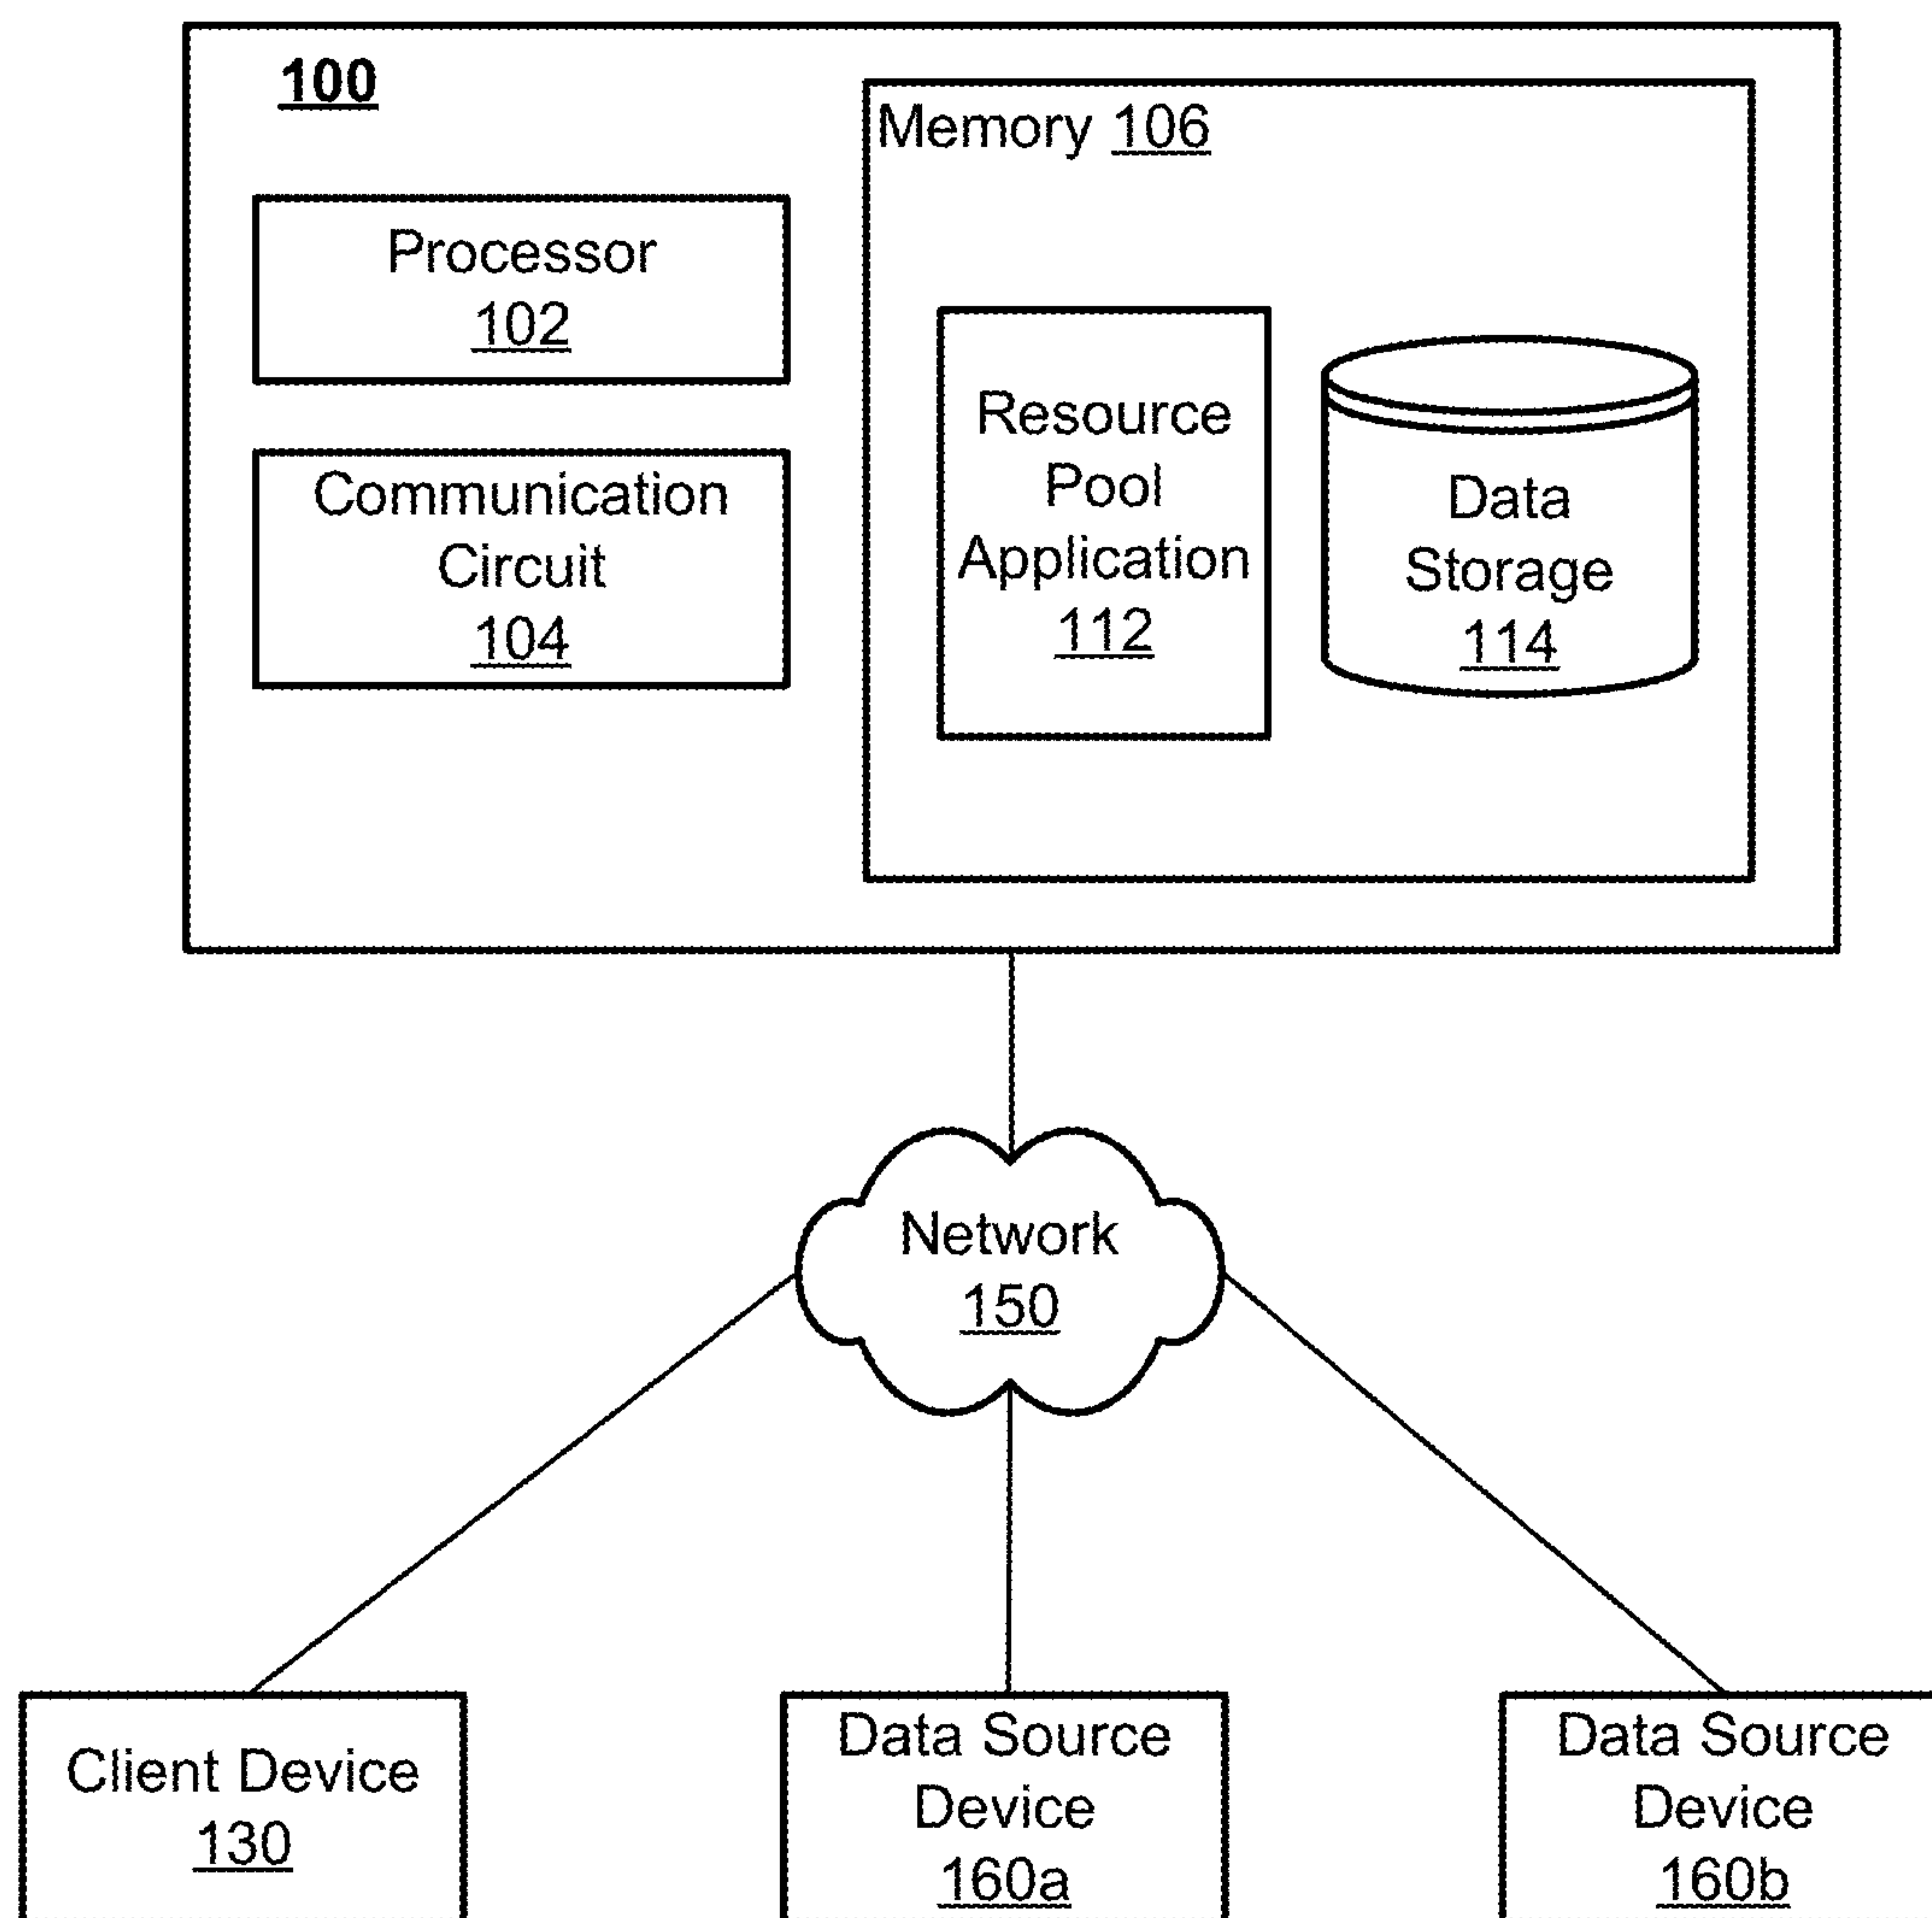 100
Memory 106
Processor
102
Communication
Circuit
104
Resource
Pool
Application
112
Data
Storage
114
Network
150
Client Device
130
Data Source
Device
160a
Data Source
Device
160b